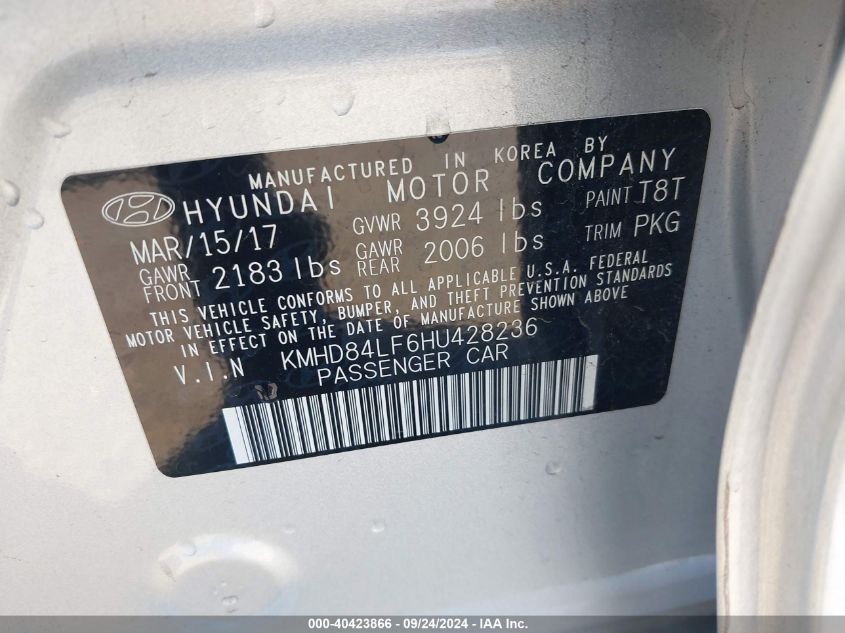 MANUFACTURED IN KOREA BY
HYUNDAI MOTOR COMPANY
MAR/15/17 GVWR 3924 lbs PAINT T8T
GAWR FRONT 2183 lbs GAWR REAR 2006 lbs TRIM PKG
THIS VEHICLE CONFORMS TO ALL APPLICABLE U.S.A. FEDERAL
MOTOR VEHICLE SAFETY, BUMPER, AND THEFT PREVENTION STANDARDS
IN EFFECT ON THE DATE OF MANUFACTURE SHOWN ABOVE
V.I.N KMHD84LF6HU428236
PASSENGER CAR
000-40423866 - 09/24/2024 - IAA Inc.